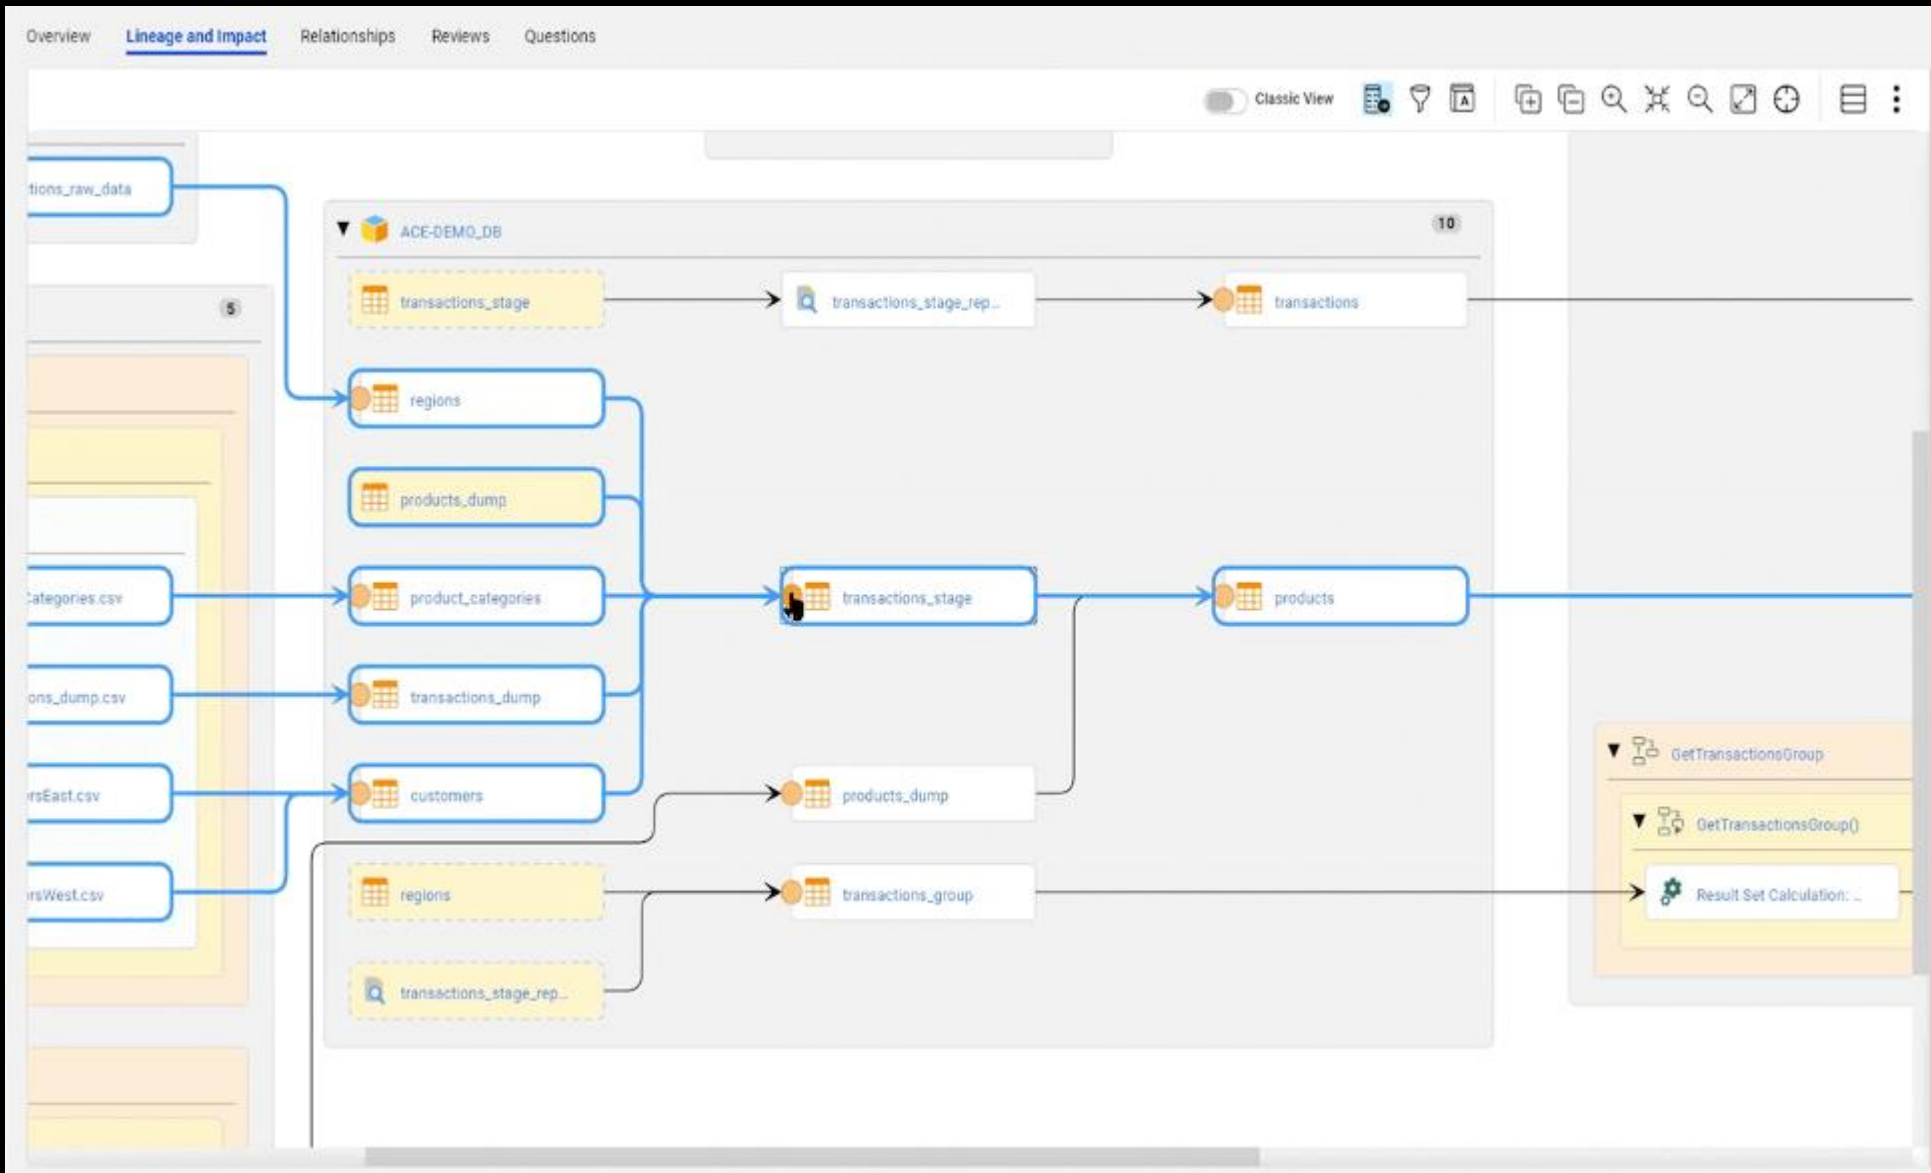 Overview Lineage and Impact Relationships Reviews Questions
Classic View
tions_raw_data
ACE-DEMO_DB 10
transactions_stage transactions_stage_rep... transactions
5
regions
products_dump
Categories.csv product_categories transactions_stage products
ons_dump.csv transactions_dump
GetTransactionsGroup
rsEast.csv customers products_dump
GetTransactionsGroup()
rsWest.csv regions transactions_group Result Set Calculation: ...
transactions_stage_rep...